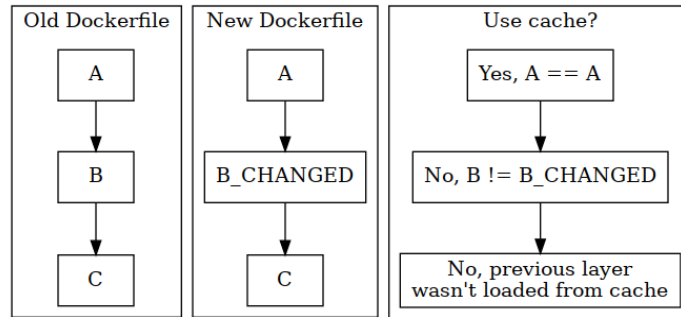 Old Dockerfile
A
B
C
New Dockerfile
A
B_CHANGED
C
Use cache?
Yes, A == A
No, B != B_CHANGED
No, previous layer
wasn't loaded from cache